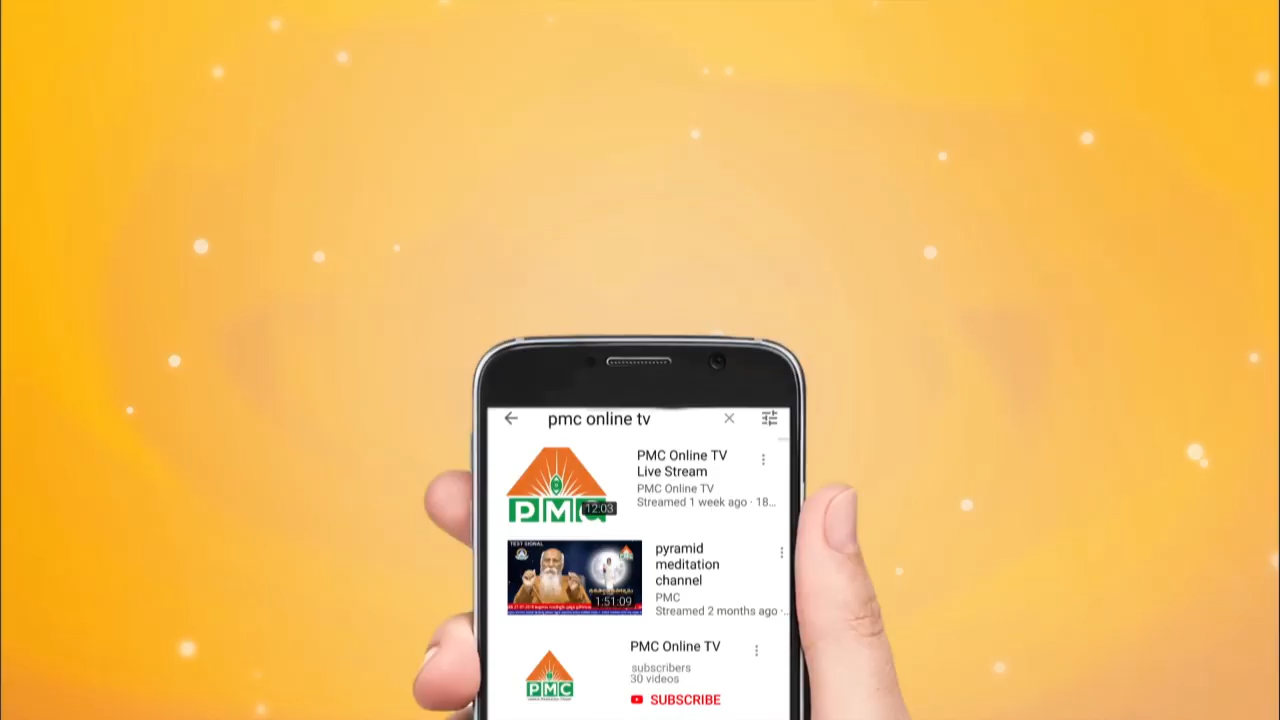 pmc online tv
PMC Online TV
Live Stream
PMC Online TV
Streamed 1 week ago · 18...
PMC
12:03
TEST SIGNAL
1:51:09
pyramid
meditation
channel
PMC
Streamed 2 months ago ·..
PMC Online TV
subscribers
30 videos
SUBSCRIBE
PMC